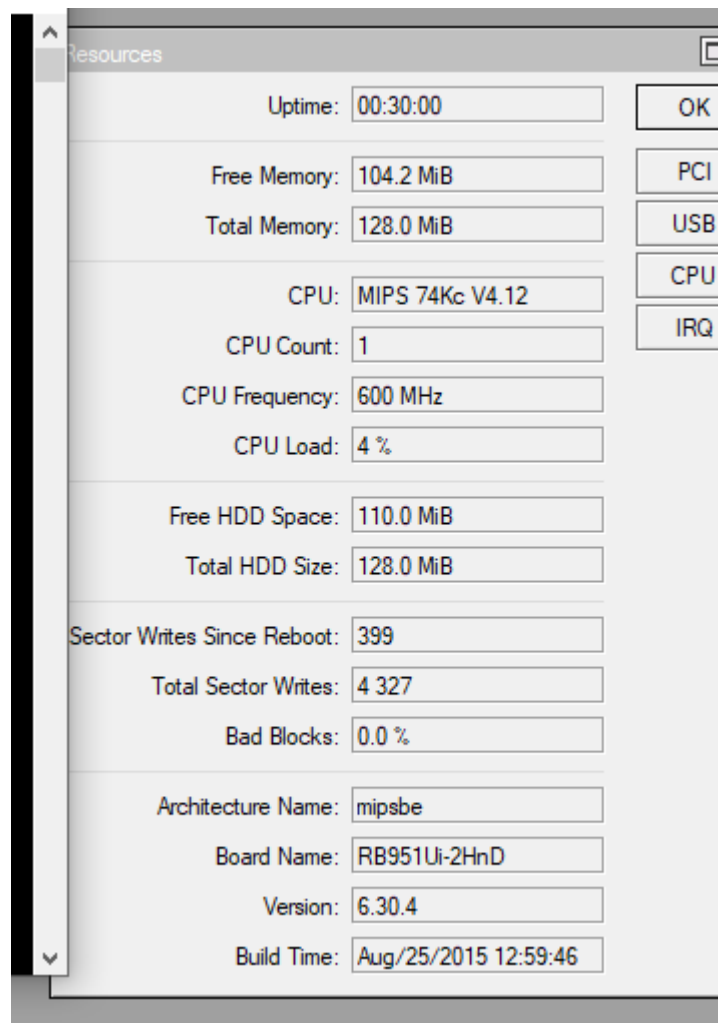 Resources
Uptime: 00:30:00
OK
Free Memory: 104.2 MiB
PCI
Total Memory: 128.0 MiB
USB
CPU: MIPS 74Kc V4.12
CPU
CPU Count: 1
IRQ
CPU Frequency: 600 MHz
CPU Load: 4 %
Free HDD Space: 110.0 MiB
Total HDD Size: 128.0 MiB
Sector Writes Since Reboot: 399
Total Sector Writes: 4 327
Bad Blocks: 0.0 %
Architecture Name: mipsbe
Board Name: RB951Ui-2HnD
Version: 6.30.4
Build Time: Aug/25/2015 12:59:46